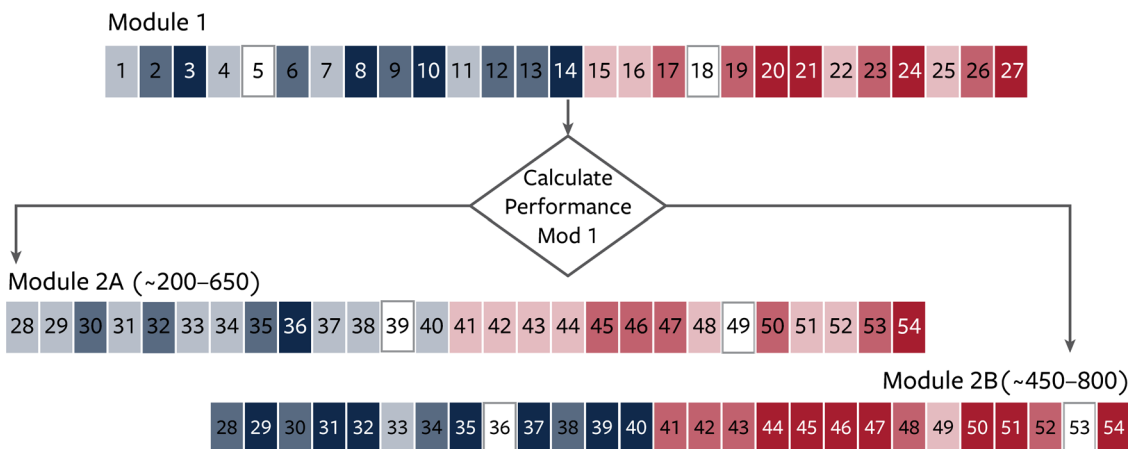 Module 1
1 2 3 4 5 6 7 8 9 10 11 12 13 14 15 16 17 18 19 20 21 22 23 24 25 26 27
Calculate
Performance
Mod 1
Module 2A (~200–650)
28 29 30 31 32 33 34 35 36 37 38 39 40 41 42 43 44 45 46 47 48 49 50 51 52 53 54
Module 2B (~450–800)
28 29 30 31 32 33 34 35 36 37 38 39 40 41 42 43 44 45 46 47 48 49 50 51 52 53 54